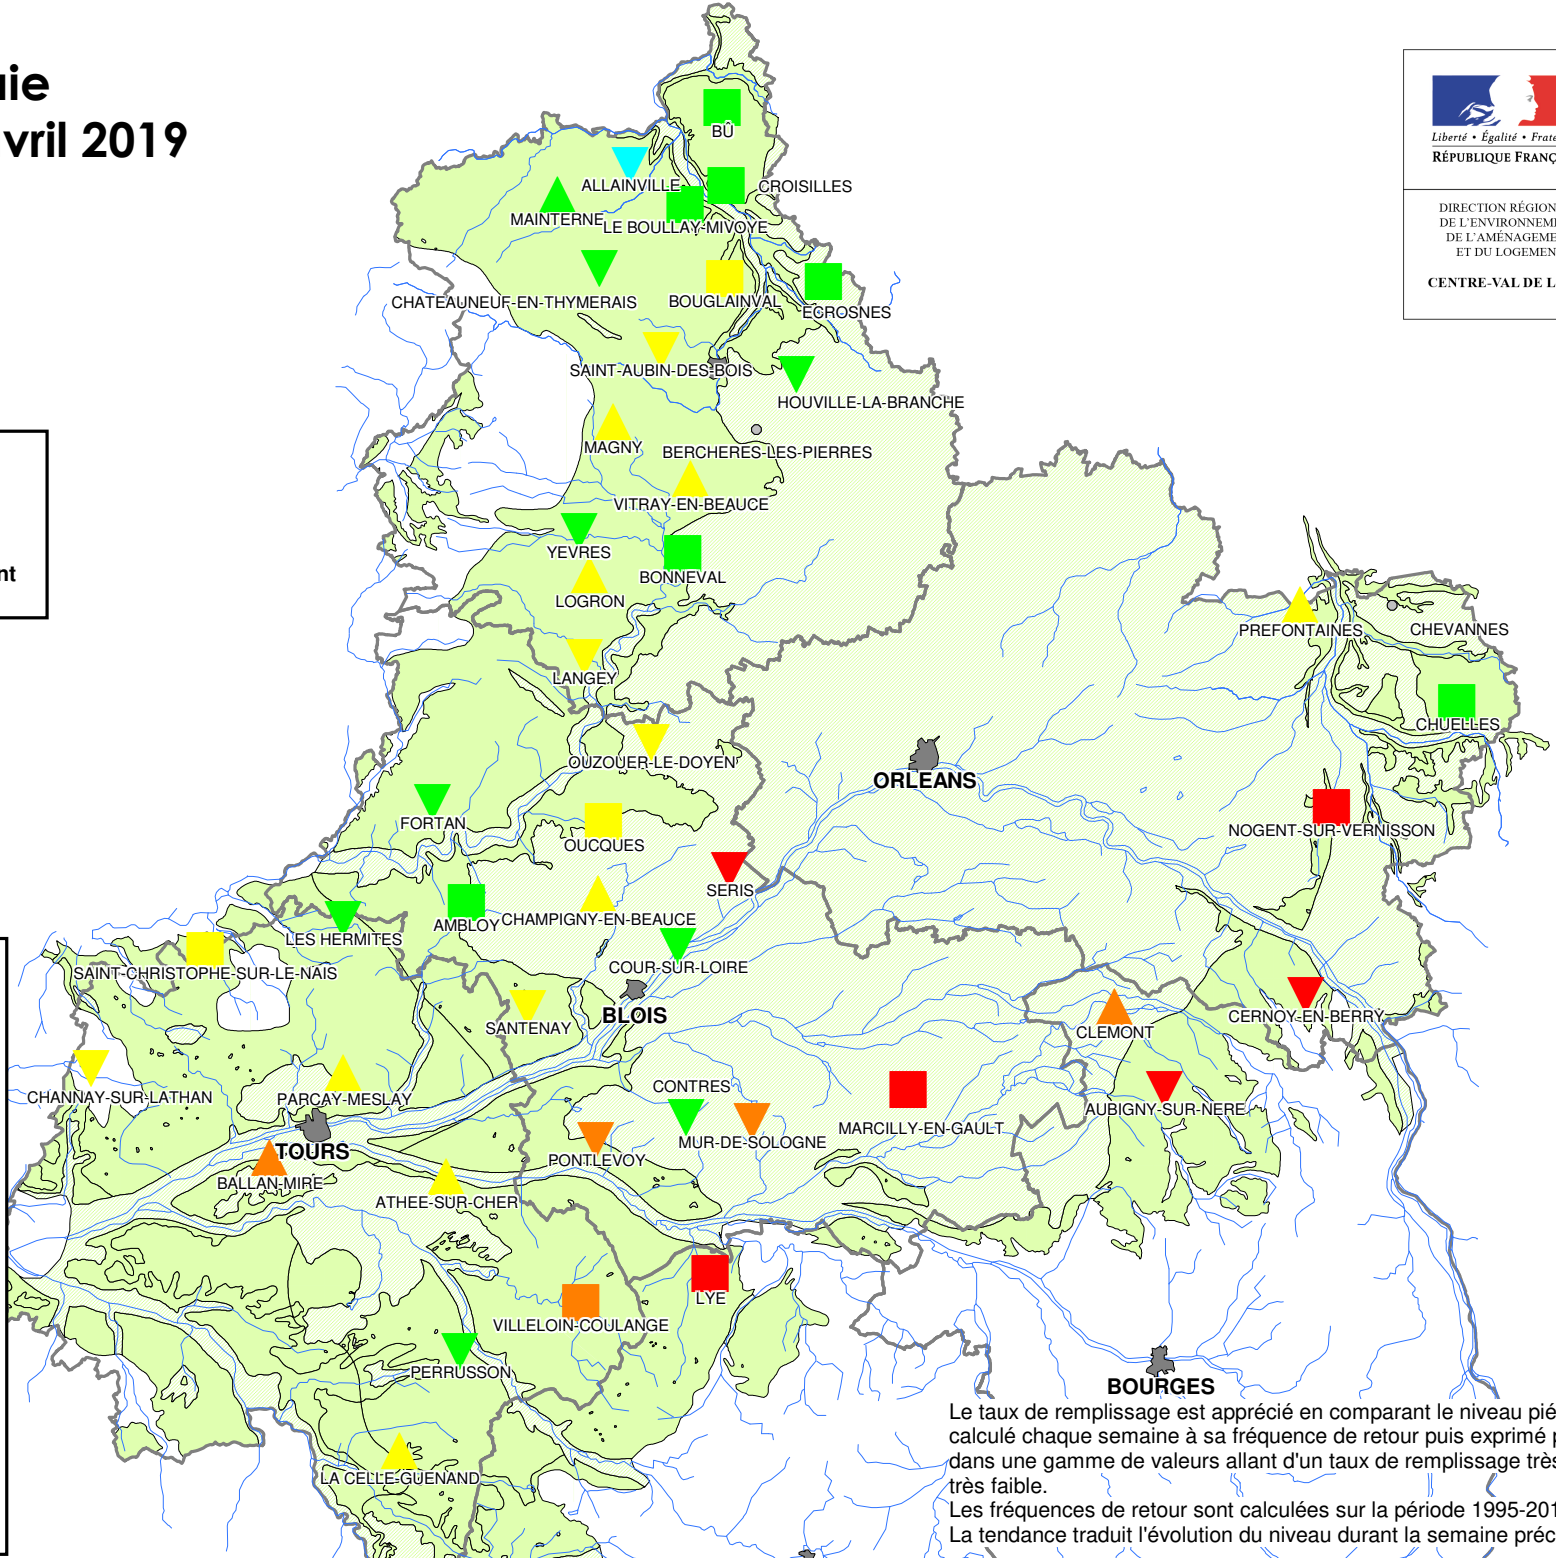 vril 2019
Liberté • Égalité •
RÉPUBLIQUE
DIRECTION
DE
DE
ET DU
CENTRE-VAL DE
BÛ
ALLAINVILLE
CROISILLES
MAINTERNE
LE BOULLAY-MIVOYE
CHATEAUNEUF-EN-THYMERAIS
BOUGLAINVAL
ECROSNES
SAINT-AUBIN-DES-BOIS
HOUVILLE-LA-BRANCHE
MAGNY
BERCHERES-LES-PIERRES
VITRAY-EN-BEAUCE
YEVRES
BONNEVAL
nt
LOGRON
PREFONTAINES
CHEVANNES
LANGEY
CHUELLES
OUZOUER-LE-DOYEN
ORLEANS
FORTAN
OUCQUES
NOGENT-SUR-VERNISSON
SERIS
AMBLOY
CHAMPIGNY-EN-BEAUCE
LES HERMITES
COUR-SUR-LOIRE
SAINT-CHRISTOPHE-SUR-LE-NAIS
BLOIS
SANTENAY
CERNOY-EN-BERRY
CLEMONT
CHANNAY-SUR-LATHAN
PARCAY-MESLAY
CONTRES
AUBIGNY-SUR-NERE
MARCILLY-EN-GAULT
MUR-DE-SOLOGNE
TOURS
PONTLEVOY
BALLAN-MIRE
ATHEE-SUR-CHER
LYE
VILLELOIN-COULANGE
PERRUSSON
BOURGES
LA CELLE-GUENAND
Le taux de remplissage est apprécié en comparant le niveau pié
calculé chaque semaine à sa fréquence de retour puis exprimé p
dans une gamme de valeurs allant d'un taux de remplissage très
très faible.
Les fréquences de retour sont calculées sur la période 1995-201
La tendance traduit l'évolution du niveau durant la semaine préc